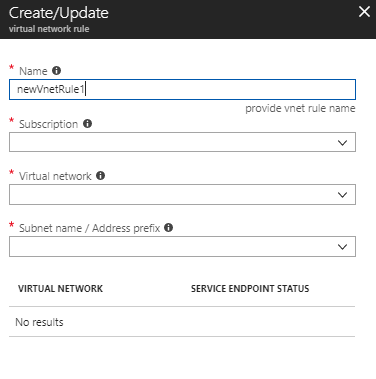 Create/Update
virtual network rule
* Name
newVnetRule1
provide vnet rule name
* Subscription
* Virtual network
* Subnet name / Address prefix
VIRTUAL NETWORK SERVICE ENDPOINT STATUS
No results